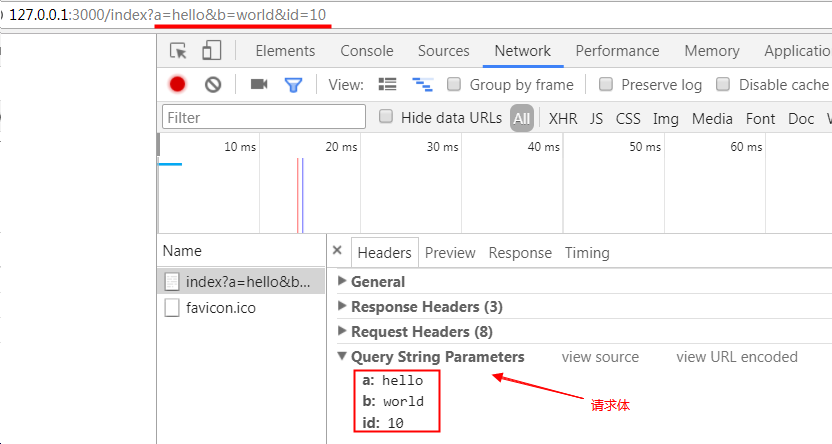 127.0.0.1:3000/index?a=hello&b=world&id=10
Elements Console Sources Network Performance Memory Application
View: Group by frame Preserve log Disable cache
Filter Hide data URLs All XHR JS CSS Img Media Font Doc
10 ms 20 ms 30 ms 40 ms 50 ms 60 ms
Name × Headers Preview Response Timing
index?a=hello&b...
favicon.ico
General
Response Headers (3)
Request Headers (8)
Query String Parameters view source view URL encoded
a: hello
b: world
id: 10
请求体